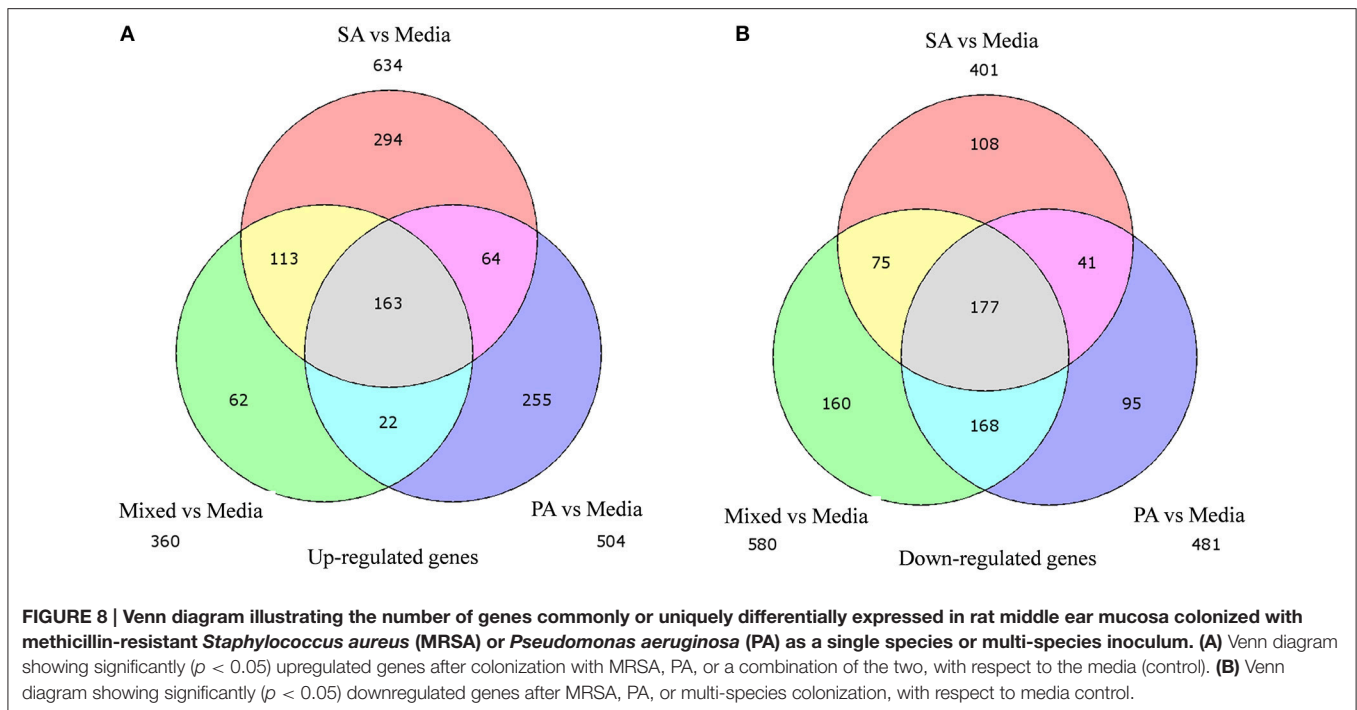 A
SA vs Media
634
294
113
64
163
62
22
255
Mixed vs Media
360
PA vs Media
504
Up-regulated genes
B
SA vs Media
401
108
75
41
177
160
168
95
Mixed vs Media
580
PA vs Media
481
Down-regulated genes
FIGURE 8 | Venn diagram illustrating the number of genes commonly or uniquely differentially expressed in rat middle ear mucosa colonized with
methicillin-resistant Staphylococcus aureus (MRSA) or Pseudomonas aeruginosa (PA) as a single species or multi-species inoculum. (A) Venn diagram
showing significantly (p < 0.05) upregulated genes after colonization with MRSA, PA, or a combination of the two, with respect to the media (control). (B) Venn
diagram showing significantly (p < 0.05) downregulated genes after MRSA, PA, or multi-species colonization, with respect to media control.